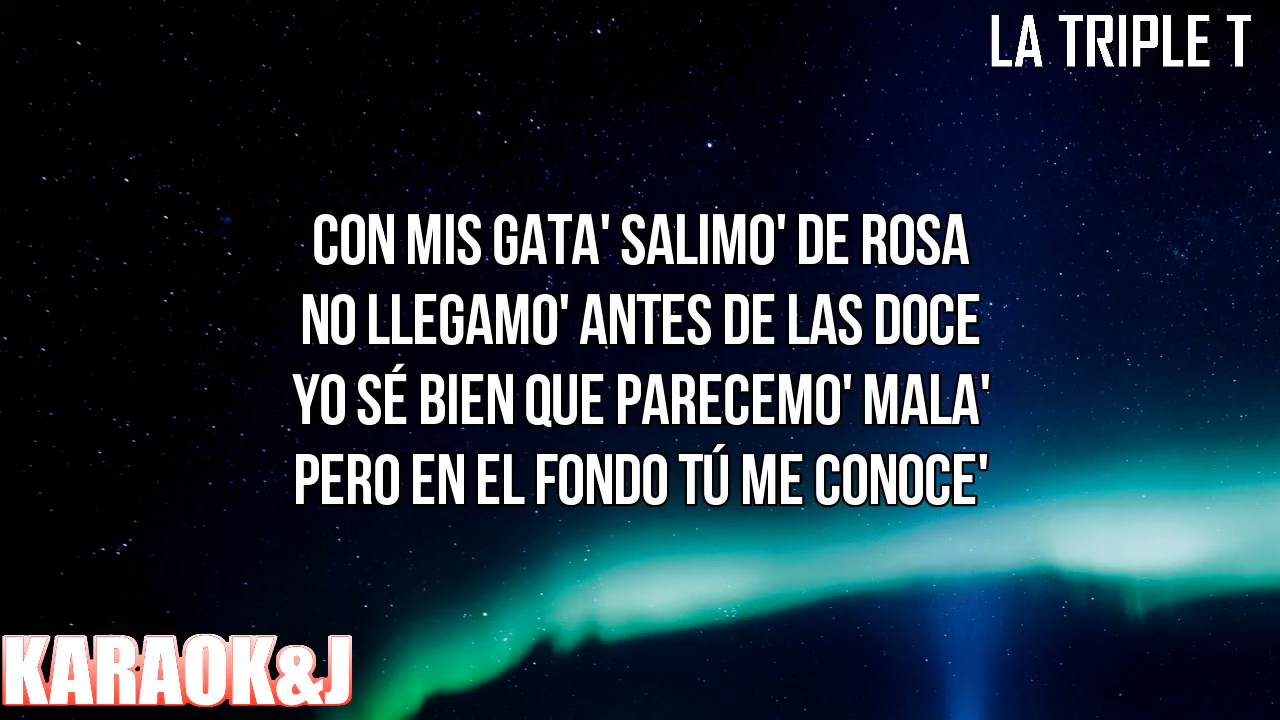 LA TRIPLE T
CON MIS GATA' SALIMO' DE ROSA
NO LLEGAMO' ANTES DE LAS DOCE
YO SÉ BIEN QUE PARECEMO' MALA'
PERO EN EL FONDO TÚ ME CONOCE'
KARAOK&J